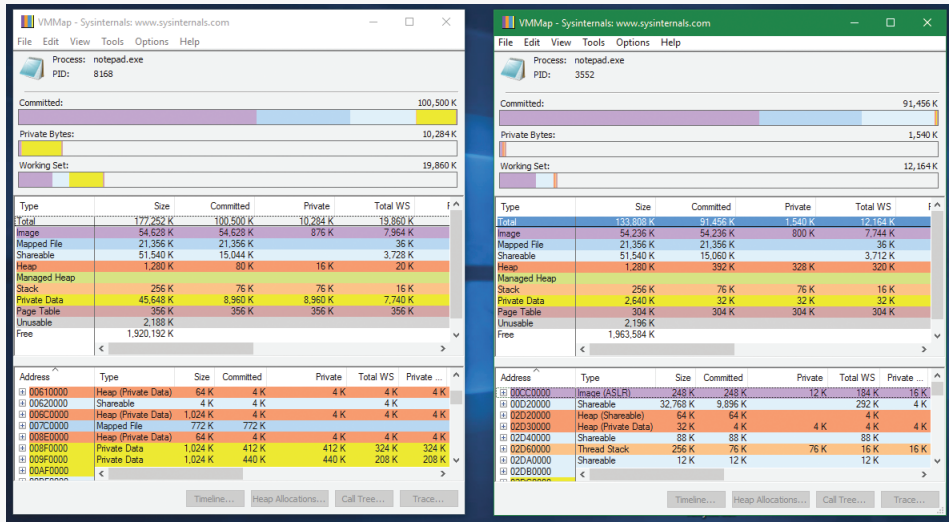 VMMap - Sysinternals: www.sysinternals.com
File Edit View Tools Options Help
Process: notepad.exe
PID: 8168
Committed: 100,500 K
Private Bytes: 10,284 K
Working Set: 19,860 K
Type Size Committed Private Total WS
Total 177,252 K 100,500 K 10,284 K 19,860 K
Image 54,628 K 54,628 K 876 K 7,964 K
Mapped File 21,356 K 21,356 K 36 K
Shareable 51,540 K 15,044 K 3,728 K
Heap 1,280 K 80 K 16 K 20 K
Managed Heap
Stack 256 K 76 K 76 K 16 K
Private Data 45,648 K 8,960 K 8,960 K 7,740 K
Page Table 356 K 356 K 356 K 356 K
Unusable 2,188 K
Free 1,920,192 K
Address Type Size Committed Private Total WS Private ...
00610000 Heap (Private Data) 64 K 4 K 4 K 4 K 4 K
00620000 Shareable 4 K 4 K 4 K
006C0000 Heap (Private Data) 1,024 K 4 K 4 K 4 K 4 K
007C0000 Mapped File 772 K 772 K
008E0000 Heap (Private Data) 64 K 4 K 4 K 4 K 4 K
008F0000 Private Data 1,024 K 412 K 412 K 324 K 324 K
009F0000 Private Data 1,024 K 440 K 440 K 208 K 208 K
00AF0000
Timeline... Heap Allocations... Call Tree... Trace...
VMMap - Sysinternals: www.sysinternals.com
File Edit View Tools Options Help
Process: notepad.exe
PID: 3552
Committed: 91,456 K
Private Bytes: 1,540 K
Working Set: 12,164 K
Type Size Committed Private Total WS
Total 133,808 K 91,456 K 1,540 K 12,164 K
Image 54,236 K 54,236 K 800 K 7,744 K
Mapped File 21,356 K 21,356 K 36 K
Shareable 51,540 K 15,060 K 3,712 K
Heap 1,280 K 392 K 328 K 320 K
Managed Heap
Stack 256 K 76 K 76 K 16 K
Private Data 2,640 K 32 K 32 K 32 K
Page Table 304 K 304 K 304 K 304 K
Unusable 2,196 K
Free 1,963,584 K
Address Type Size Committed Private Total WS Private ...
00CC0000 Image (ASLR) 248 K 248 K 12 K 184 K 16 K
00D20000 Shareable 32,768 K 9,896 K 292 K 4 K
02D20000 Heap (Shareable) 64 K 64 K 4 K
02D30000 Heap (Private Data) 32 K 4 K 4 K 4 K 4 K
02D40000 Shareable 88 K 88 K 88 K
02D60000 Thread Stack 256 K 76 K 76 K 16 K 16 K
02DA0000 Shareable 12 K 12 K 12 K
02DB0000
Timeline... Heap Allocations... Call Tree... Trace...